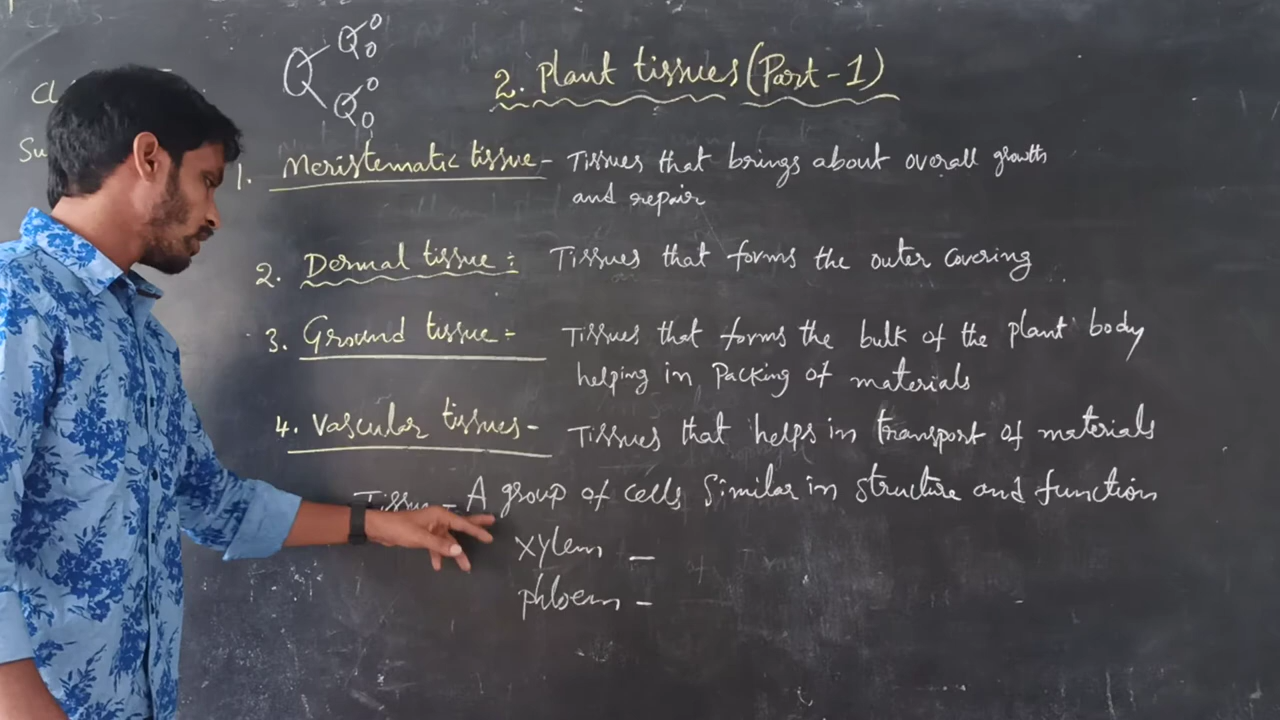 Cl
Su
2. Plant tissues (Part-1)
1. Meristematic tissue - Tissues that brings about overall growth
and repair
2. Dermal tissue :- Tissues that forms the outer covering
3. Ground tissue :- Tissues that forms the bulk of the plant body
helping in Packing of materials
4. Vascular tissues - Tissues that helps in transport of materials
Tissue - A group of cells Similar in structure and function
xylem -
phloem -